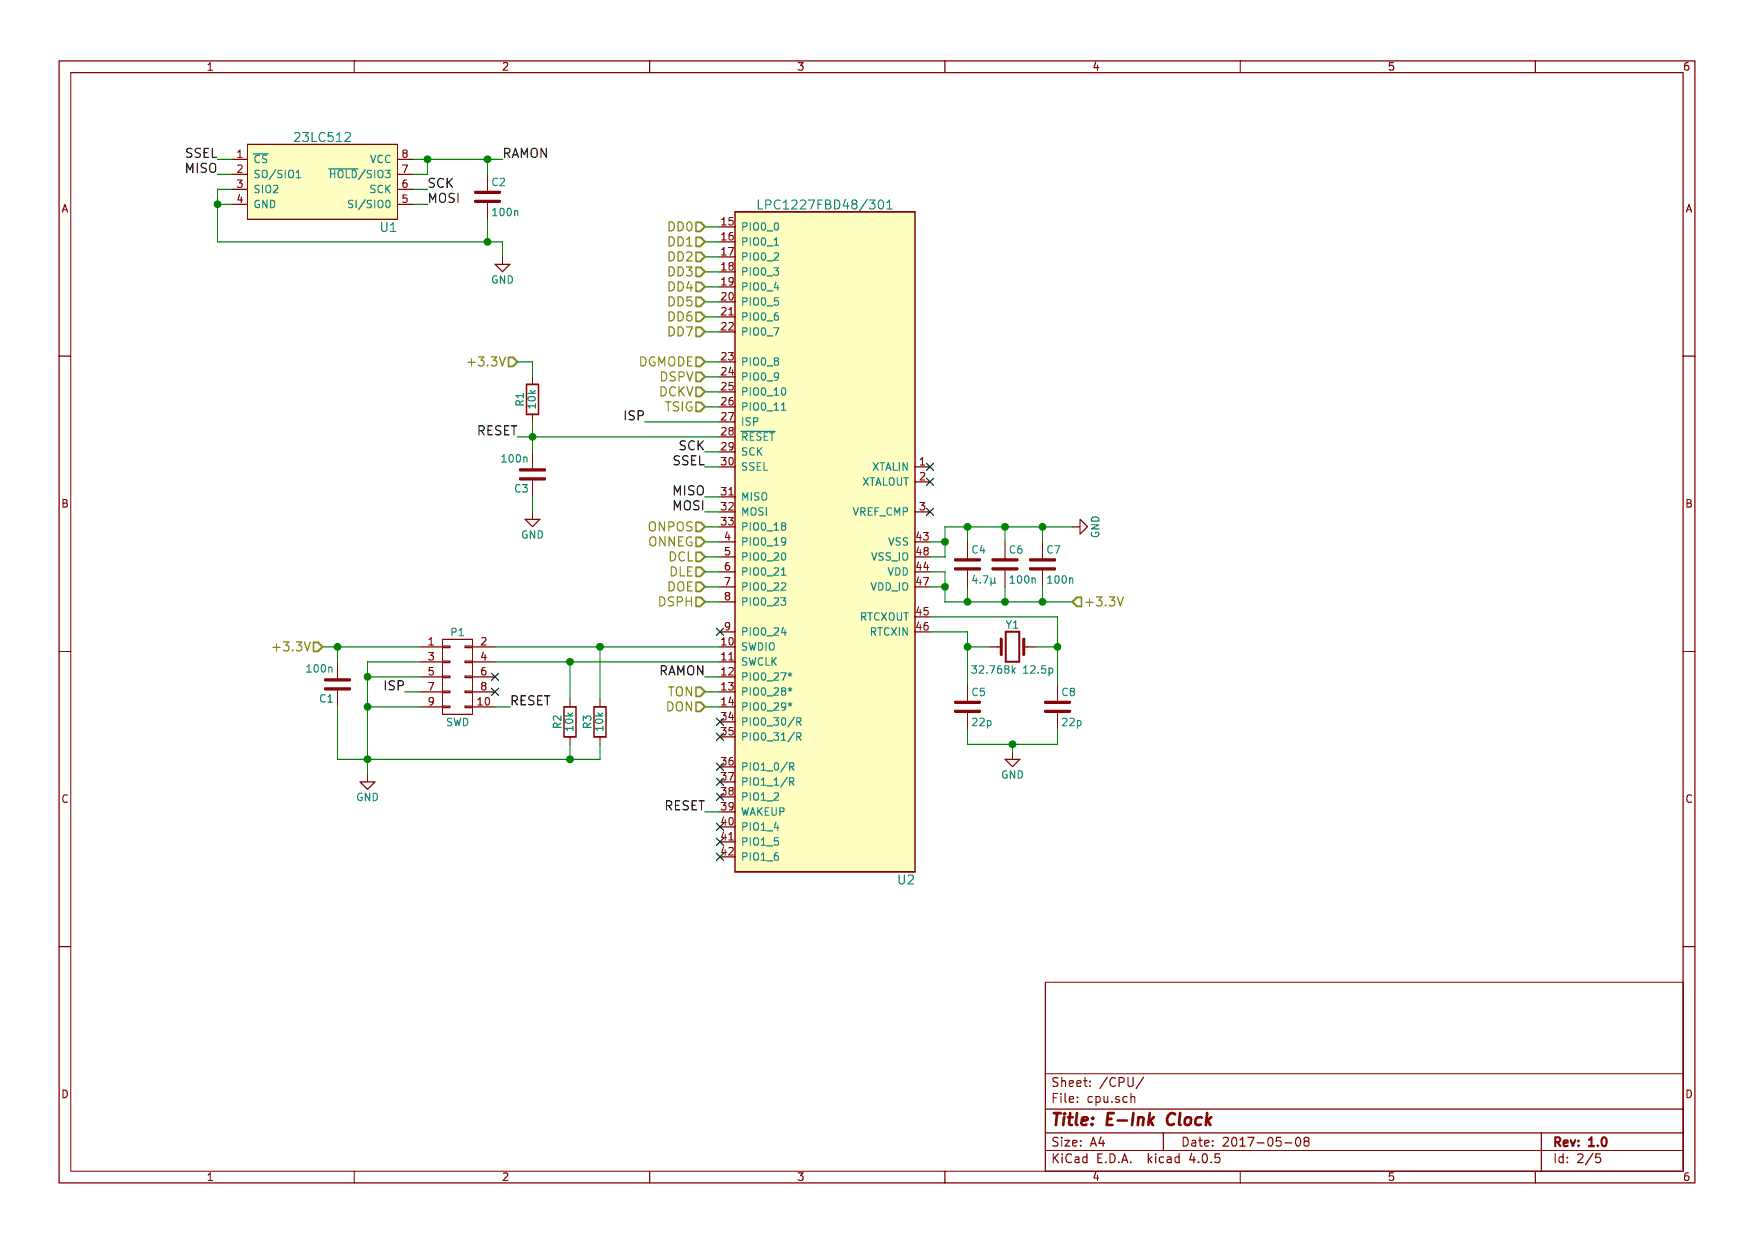 1 2 3 4 5 6
A A
B B
C C
D D
23LC512
SSEL 1 CS VCC 8 RAMON
MISO 2 SO/SIO1 HOLD/SIO3 7
3 SIO2 SCK 6 SCK
4 GND SI/SIO0 5 MOSI
U1
C2
100n
GND
LPC1227FBD48/301
DD0 15 PIO0_0
DD1 16 PIO0_1
DD2 17 PIO0_2
DD3 18 PIO0_3
DD4 19 PIO0_4
DD5 20 PIO0_5
DD6 21 PIO0_6
DD7 22 PIO0_7
DGMODE 23 PIO0_8
DSPV 24 PIO0_9
DCKV 25 PIO0_10
TSIG 26 PIO0_11
ISP 27 ISP
28 RESET
SCK 29 SCK
SSEL 30 SSEL
MISO 31 MISO
MOSI 32 MOSI
ONPOS 33 PIO0_18
ONNEG 4 PIO0_19
DCL 5 PIO0_20
DLE 6 PIO0_21
DOE 7 PIO0_22
DSPH 8 PIO0_23
9 PIO0_24
10 SWDIO
11 SWCLK
RAMON 12 PIO0_27*
TON 13 PIO0_28*
DON 14 PIO0_29*
34 PIO0_30/R
35 PIO0_31/R
36 PIO1_0/R
37 PIO1_1/R
38 PIO1_2
RESET 39 WAKEUP
40 PIO1_4
41 PIO1_5
42 PIO1_6
U2
XTALIN 1
XTALOUT 2
VREF_CMP 3
VSS 43
VSS_IO 48
VDD 44
VDD_IO 47
RTCXOUT 45
RTCXIN 46
GND
C4 C6 C7
4.7µ 100n 100n
+3.3V
Y1
32.768k 12.5p
C5 C8
22p 22p
GND
+3.3V
R1 10k
RESET
100n
C3
GND
+3.3V
100n
C1
P1
1 2
3 4
5 6
ISP 7 8
9 10 RESET
SWD
R2 10k R3 10k
GND
Sheet: /CPU/
File: cpu.sch
Title: E-Ink Clock
Size: A4 Date: 2017-05-08 Rev: 1.0
KiCad E.D.A. kicad 4.0.5 Id: 2/5
1 2 3 4 5 6